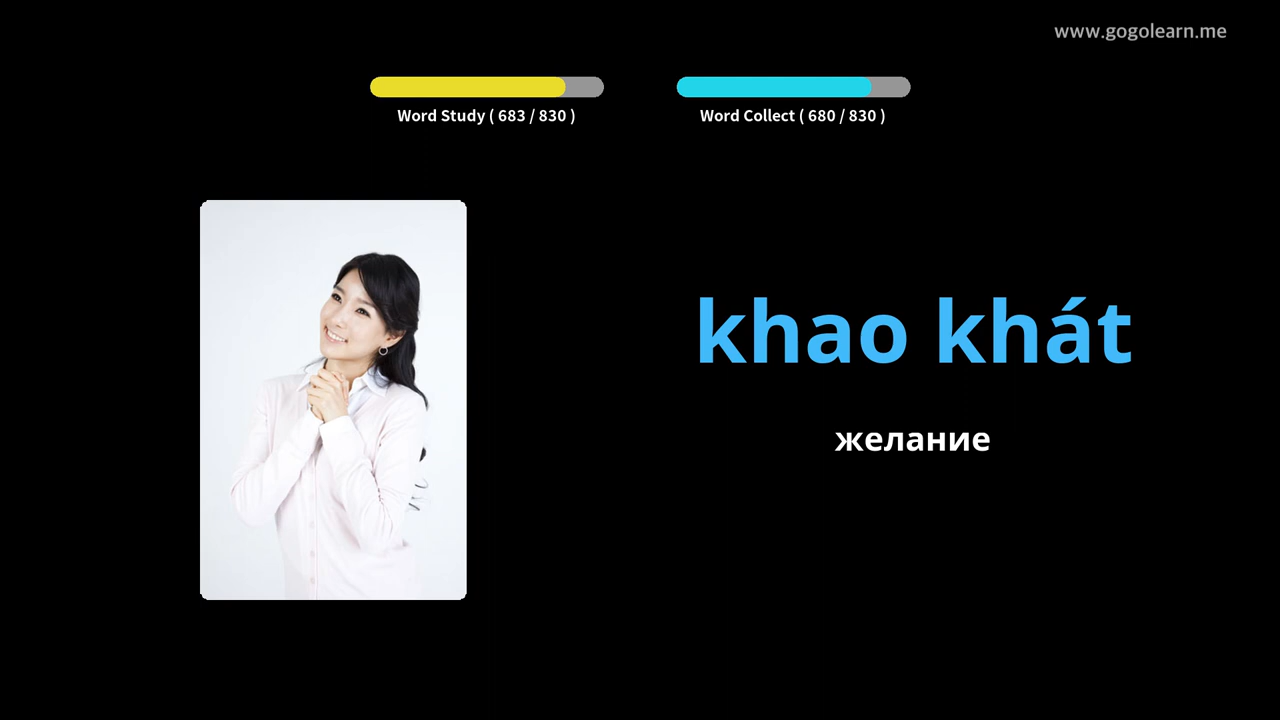 www.gogolearn.me
Word Study ( 683 / 830 )
Word Collect ( 680 / 830 )
khao khát
желание